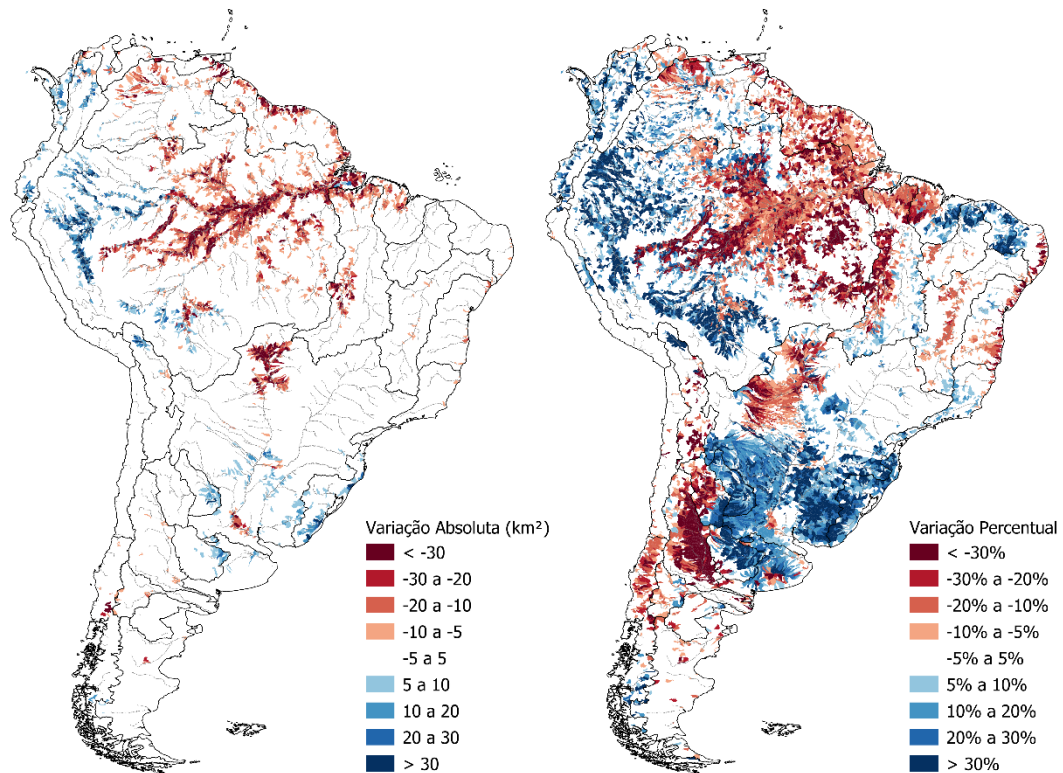 Variação Absoluta (km²)
< -30
-30 a -20
-20 a -10
-10 a -5
-5 a 5
5 a 10
10 a 20
20 a 30
> 30
Variação Percentual
< -30%
-30% a -20%
-20% a -10%
-10% a -5%
-5% a 5%
5% a 10%
10% a 20%
20% a 30%
> 30%